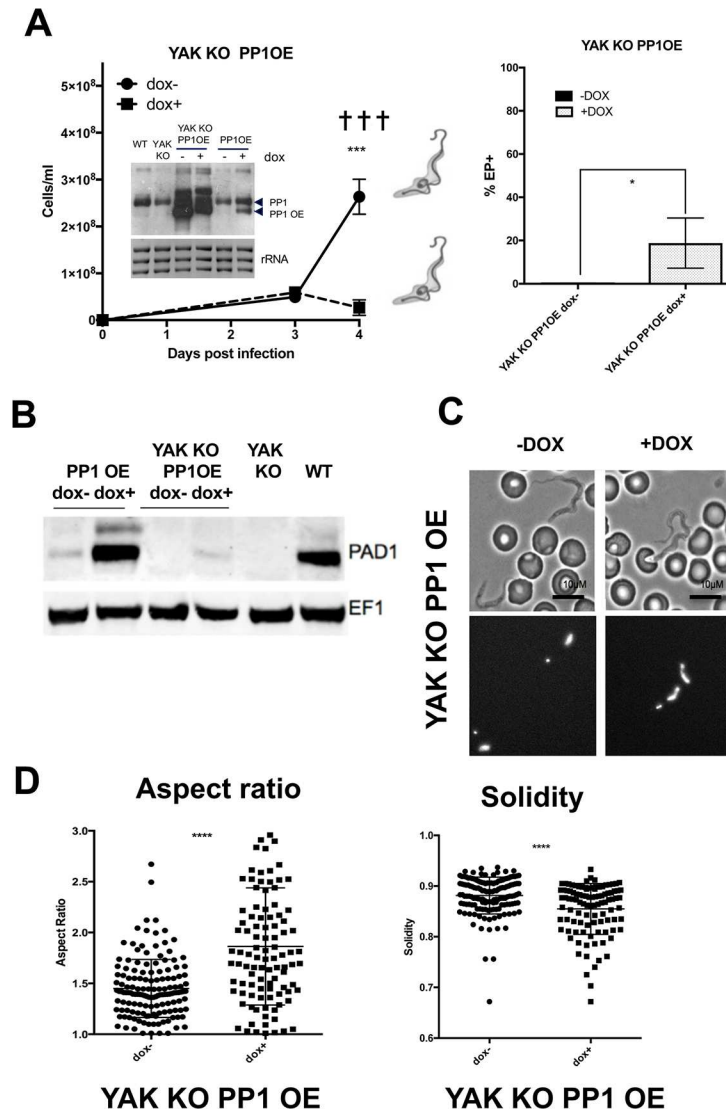 A
YAK KO PP1OE
5×10⁸
4×10⁸
3×10⁸
2×10⁸
1×10⁸
0
Cells/ml
dox-
dox+
WT YAK KO YAK KO PP1OE PP1OE
- + - + dox
PP1
PP1 OE
rRNA
†††
***
0 1 2 3 4
Days post infection
YAK KO PP1OE
100
80
60
40
20
0
% EP+
-DOX
+DOX
*
YAK KO PP1OE dox-
YAK KO PP1OE dox+
B
PP1 OE
dox- dox+
YAK KO
PP1OE
dox- dox+
YAK
KO
WT
PAD1
EF1
C
-DOX
+DOX
YAK KO PP1 OE
10μM
10μM
D
Aspect ratio
3.0
2.5
2.0
1.5
1.0
Aspect Ratio
****
dox-
dox+
YAK KO PP1 OE
Solidity
1.0
0.9
0.8
0.7
0.6
Solidity
****
dox-
dox+
YAK KO PP1 OE